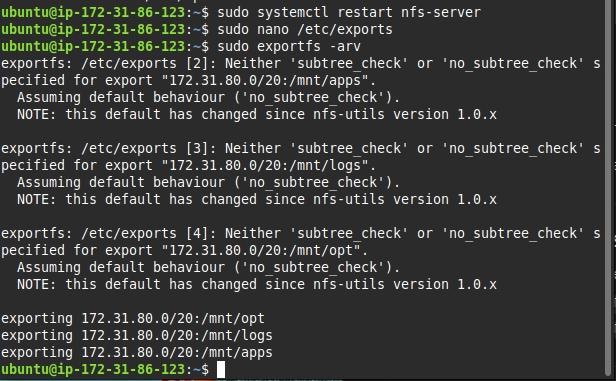 ubuntu@ip-172-31-86-123:~$ sudo systemctl restart nfs-server
ubuntu@ip-172-31-86-123:~$ sudo nano /etc/exports
ubuntu@ip-172-31-86-123:~$ sudo exportfs -arv
exportfs: /etc/exports [2]: Neither 'subtree_check' or 'no_subtree_check' s
pecified for export "172.31.80.0/20:/mnt/apps".
  Assuming default behaviour ('no_subtree_check').
  NOTE: this default has changed since nfs-utils version 1.0.x

exportfs: /etc/exports [3]: Neither 'subtree_check' or 'no_subtree_check' s
pecified for export "172.31.80.0/20:/mnt/logs".
  Assuming default behaviour ('no_subtree_check').
  NOTE: this default has changed since nfs-utils version 1.0.x

exportfs: /etc/exports [4]: Neither 'subtree_check' or 'no_subtree_check' s
pecified for export "172.31.80.0/20:/mnt/opt".
  Assuming default behaviour ('no_subtree_check').
  NOTE: this default has changed since nfs-utils version 1.0.x

exporting 172.31.80.0/20:/mnt/opt
exporting 172.31.80.0/20:/mnt/logs
exporting 172.31.80.0/20:/mnt/apps
ubuntu@ip-172-31-86-123:~$